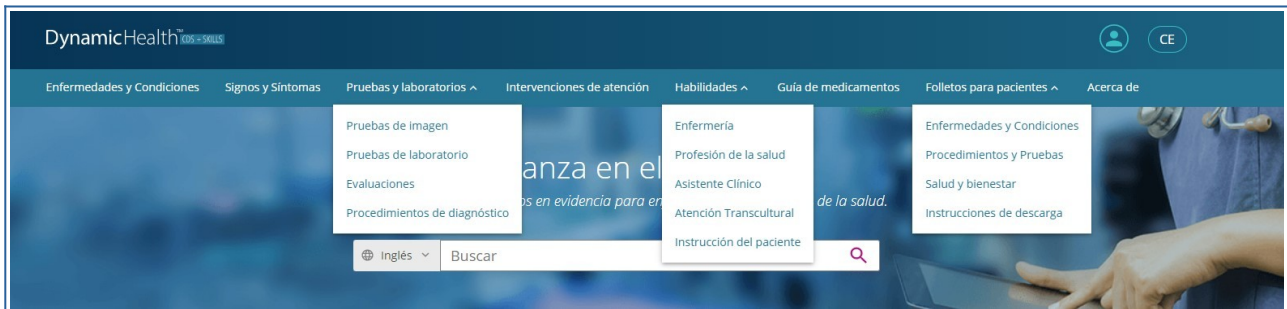 DynamicHealth™ CDS + SKILLS
CE
Enfermedades y Condiciones Signos y Síntomas Pruebas y laboratorios Intervenciones de atención Habilidades Guía de medicamentos Folletos para pacientes Acerca de
Pruebas de imagen
Pruebas de laboratorio
Evaluaciones
Procedimientos de diagnóstico
Enfermería
Profesión de la salud
Asistente Clínico
Atención Transcultural
Instrucción del paciente
Enfermedades y Condiciones
Procedimientos y Pruebas
Salud y bienestar
Instrucciones de descarga
anza en el
os en evidencia para en de la salud.
Inglés Buscar